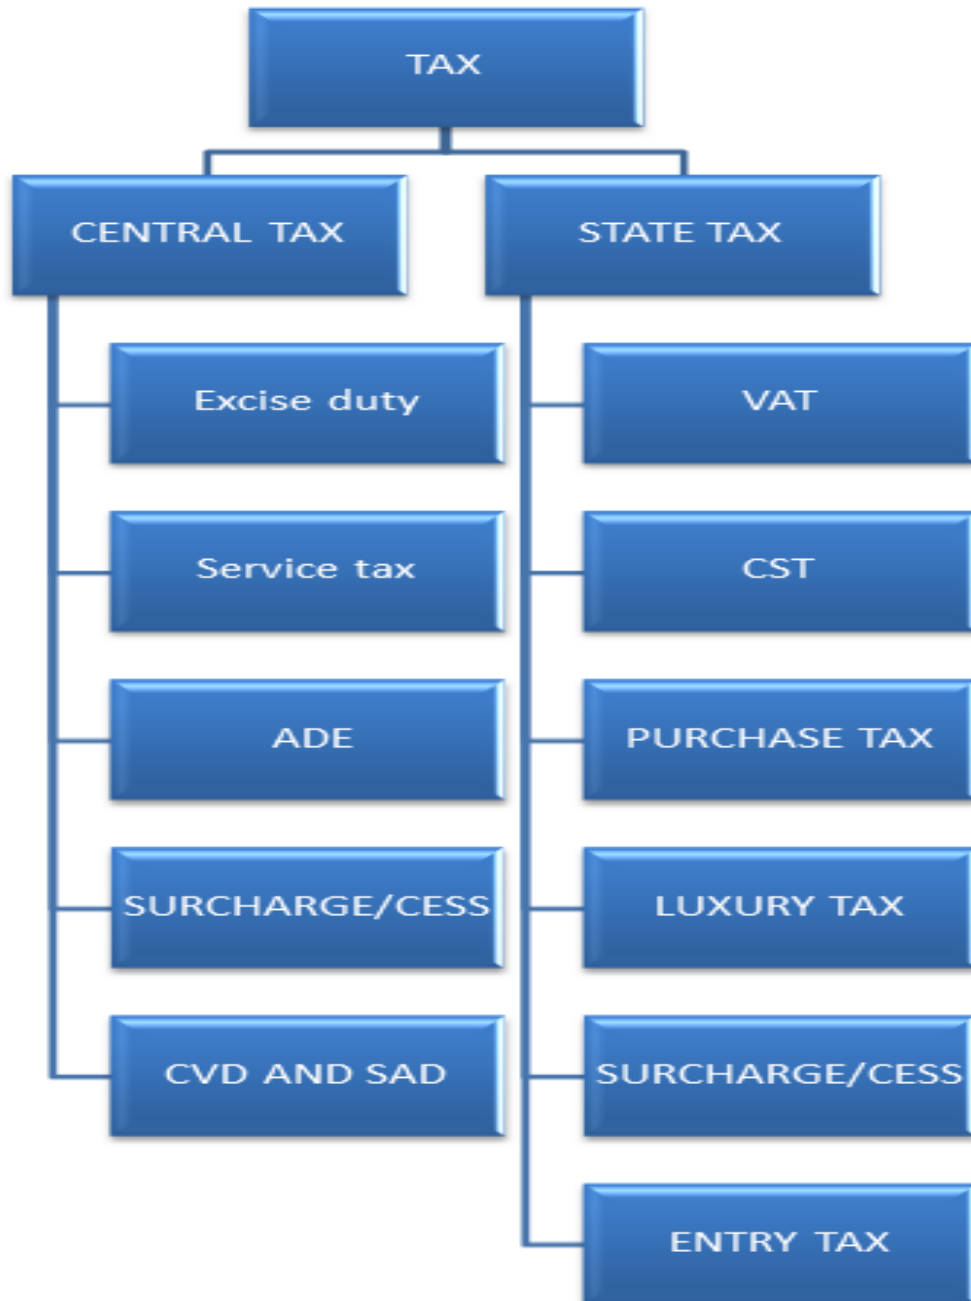 TAX
CENTRAL TAX
STATE TAX
Excise duty
VAT
Service tax
CST
ADE
PURCHASE TAX
SURCHARGE/CESS
LUXURY TAX
CVD AND SAD
SURCHARGE/CESS
ENTRY TAX